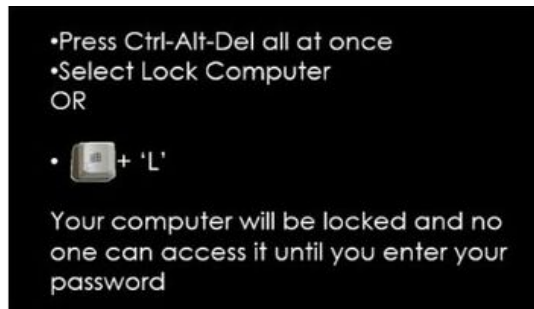 •Press Ctrl-Alt-Del all at once
•Select Lock Computer
OR
• + ‘L’
Your computer will be locked and no
one can access it until you enter your
password